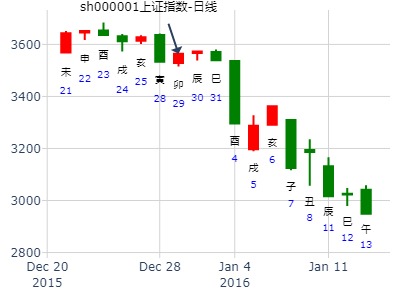 sh000001上证指数-日线
3600
3400
3200
3000
2800
未
21
申
22
酉
23
戌
24
亥
25
寅
28
卯
29
辰
30
巳
31
酉
4
戌
5
亥
6
子
7
丑
8
辰
11
巳
12
午
13
Dec 20
2015
Dec 28
Jan 4
2016
Jan 11